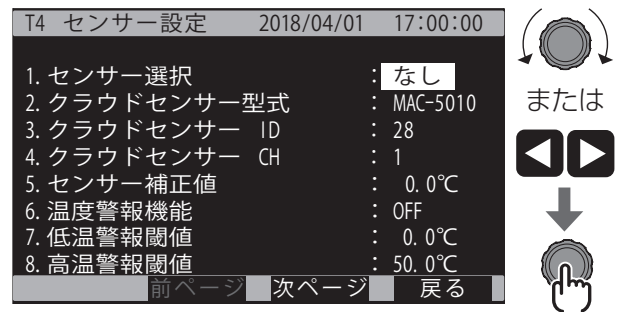 T4 センサー設定 2018/04/01 17:00:00
1. センサー選択 : なし
2. クラウドセンサー型式 : MAC-5010
3. クラウドセンサー ID : 28
4. クラウドセンサー CH : 1
5. センサー補正値 : 0.0℃
6. 温度警報機能 : OFF
7. 低温警報閾値 : 0.0℃
8. 高温警報閾値 : 50.0℃
前ページ 次ページ 戻る
または